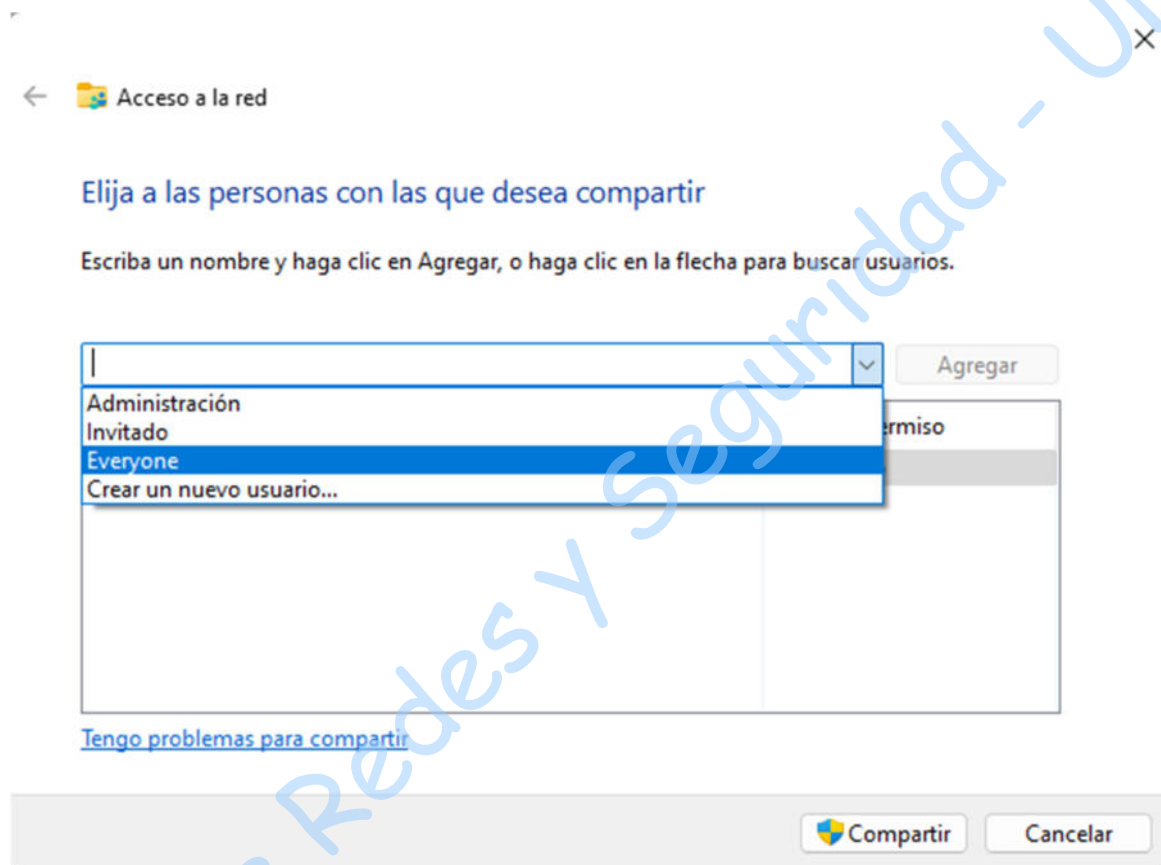 Acceso a la red
Elija a las personas con las que desea compartir
Escriba un nombre y haga clic en Agregar, o haga clic en la flecha para buscar usuarios.
Agregar
Administración
Invitado
Everyone
Crear un nuevo usuario...
ermiso
Tengo problemas para compartir
Compartir Cancelar
Redes y Seguridad - U